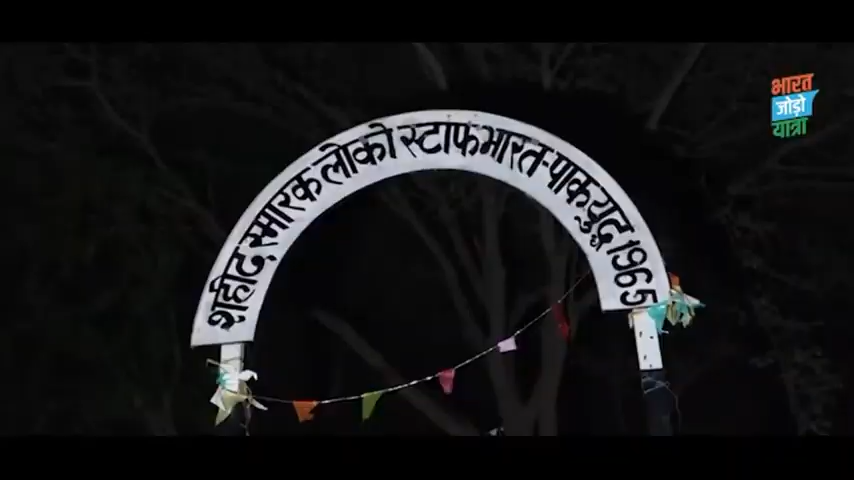 शहीद स्मारक लोको स्टाफ भारत-पाक युद्ध 1965
भारत
जोड़ो
यात्रा